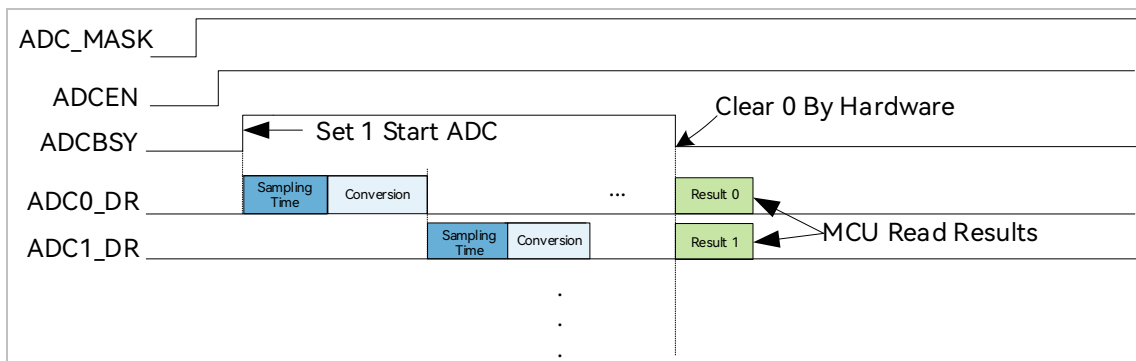 ADC_MASK
ADCEN
Clear 0 By Hardware
Set 1 Start ADC
ADCBSY
Sampling
Time
Conversion
...
Result 0
ADC0_DR
MCU Read Results
Sampling
Time
Conversion
Result 1
ADC1_DR
.
.
.